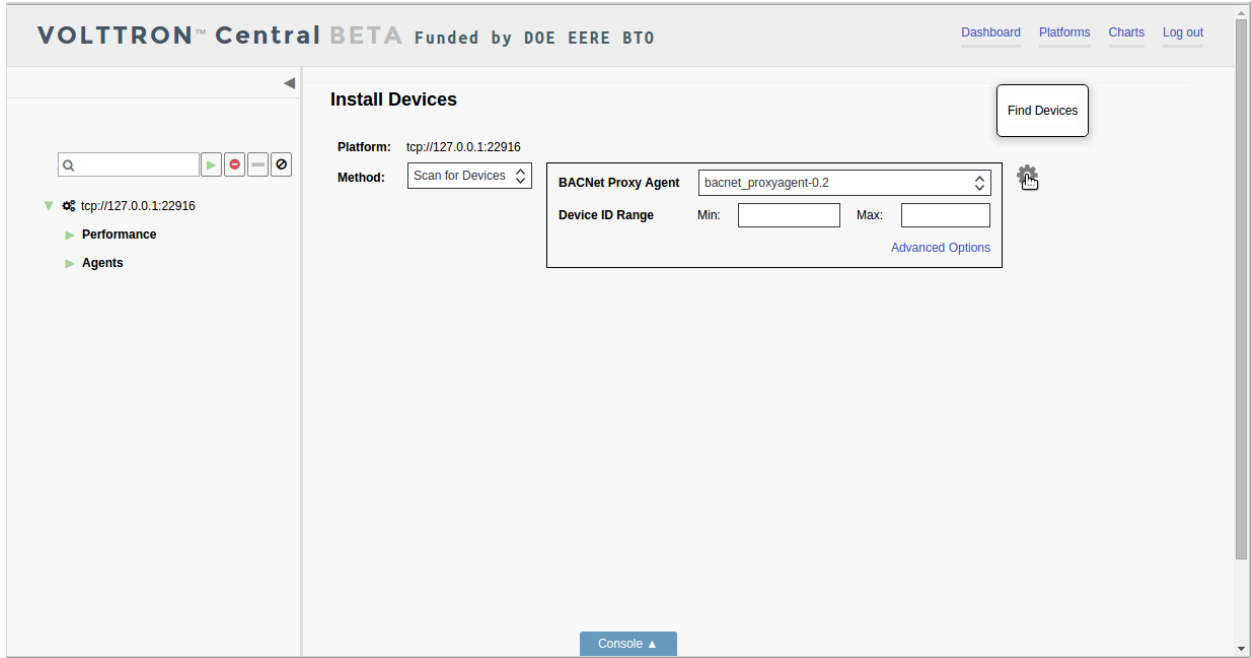 VOLTTRON™ Central BETA Funded by DOE EERE BTO
Dashboard Platforms Charts Log out
Install Devices
Find Devices
Platform: tcp://127.0.0.1:22916
Method: Scan for Devices
BACNet Proxy Agent bacnet_proxyagent-0.2
Device ID Range Min: Max:
Advanced Options
tcp://127.0.0.1:22916
Performance
Agents
Console ▲